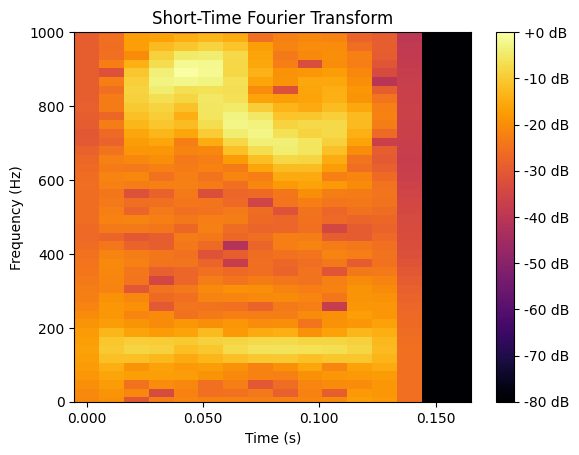 Short-Time Fourier Transform
1000
800
600
400
200
0
Frequency (Hz)
0.000
0.050
0.100
0.150
Time (s)
+0 dB
-10 dB
-20 dB
-30 dB
-40 dB
-50 dB
-60 dB
-70 dB
-80 dB